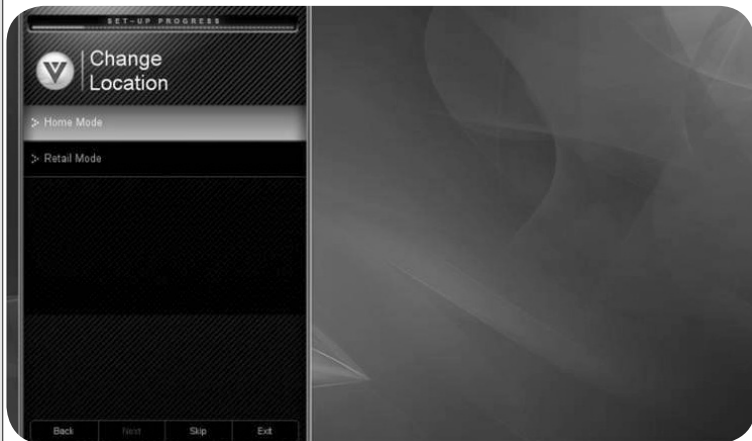 SET-UP PROGRESS
Change
Location
> Home Mode
> Retail Mode
Back Next Skip Exit